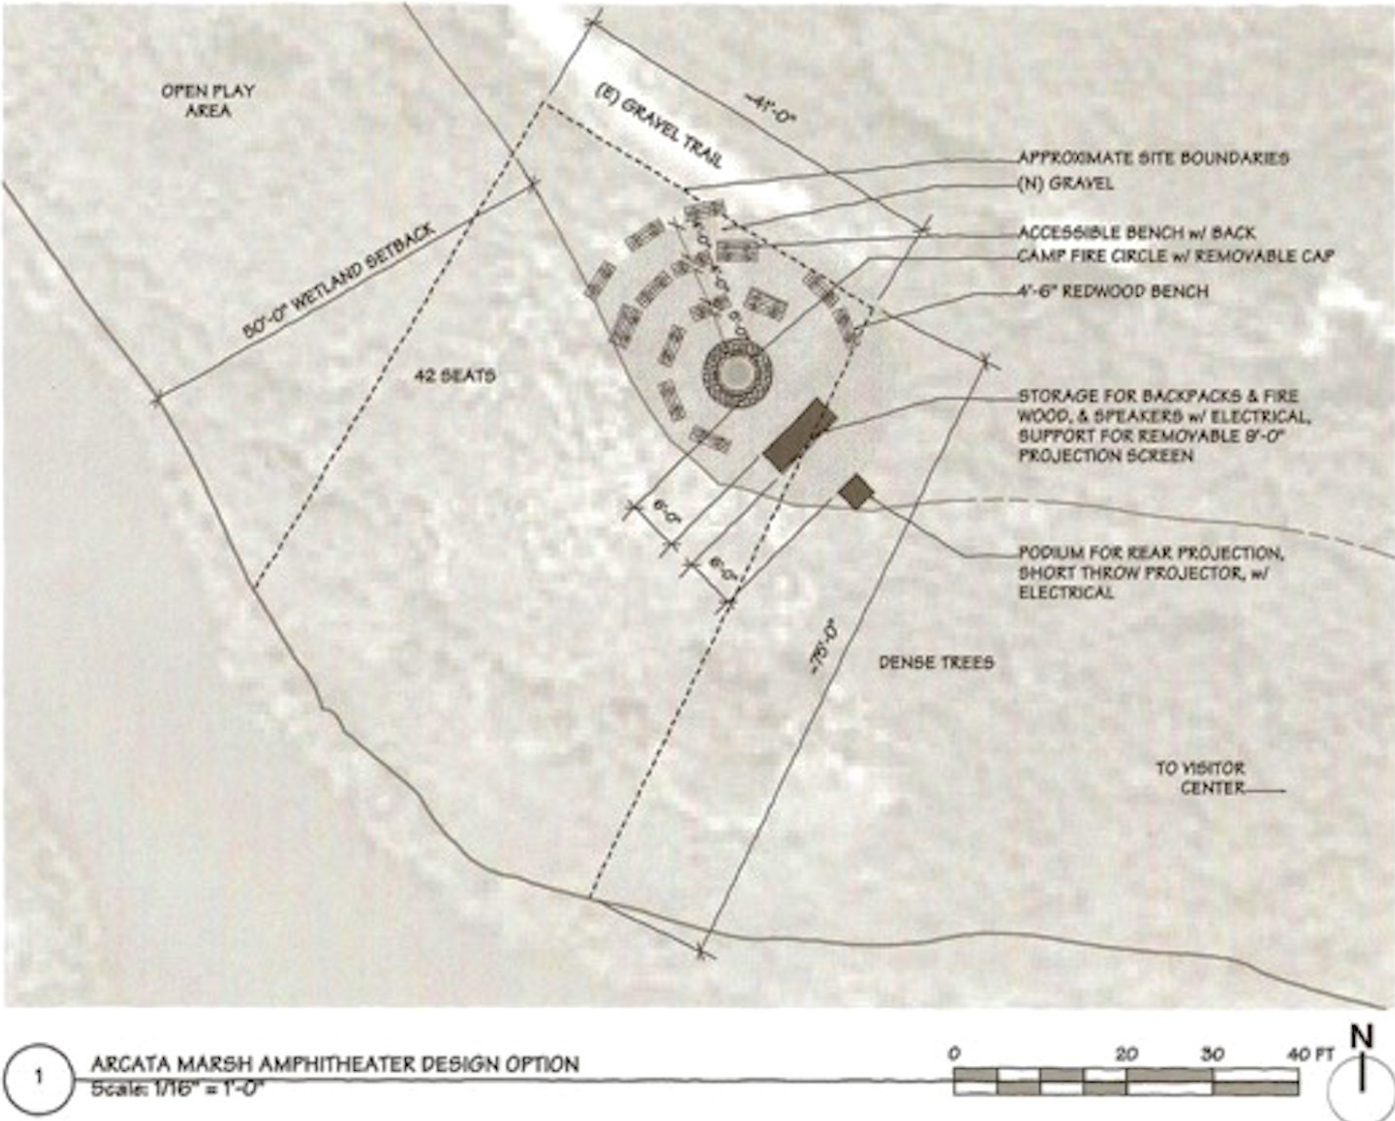 OPEN PLAY
AREA
(E) GRAVEL TRAIL
~41'-0"
APPROXIMATE SITE BOUNDARIES
(N) GRAVEL
ACCESSIBLE BENCH w/ BACK
CAMP FIRE CIRCLE w/ REMOVABLE CAP
4'-6" REDWOOD BENCH
50'-0" WETLAND SETBACK
42 SEATS
STORAGE FOR BACKPACKS & FIRE
WOOD, & SPEAKERS w/ ELECTRICAL,
SUPPORT FOR REMOVABLE 9'-0"
PROJECTION SCREEN
6'-0"
6'-0"
PODIUM FOR REAR PROJECTION,
SHORT THROW PROJECTOR, w/
ELECTRICAL
~75'-0"
DENSE TREES
TO VISITOR
CENTER
1
ARCATA MARSH AMPHITHEATER DESIGN OPTION
Scale: 1/16" = 1'-0"
0 20 30 40 FT
N